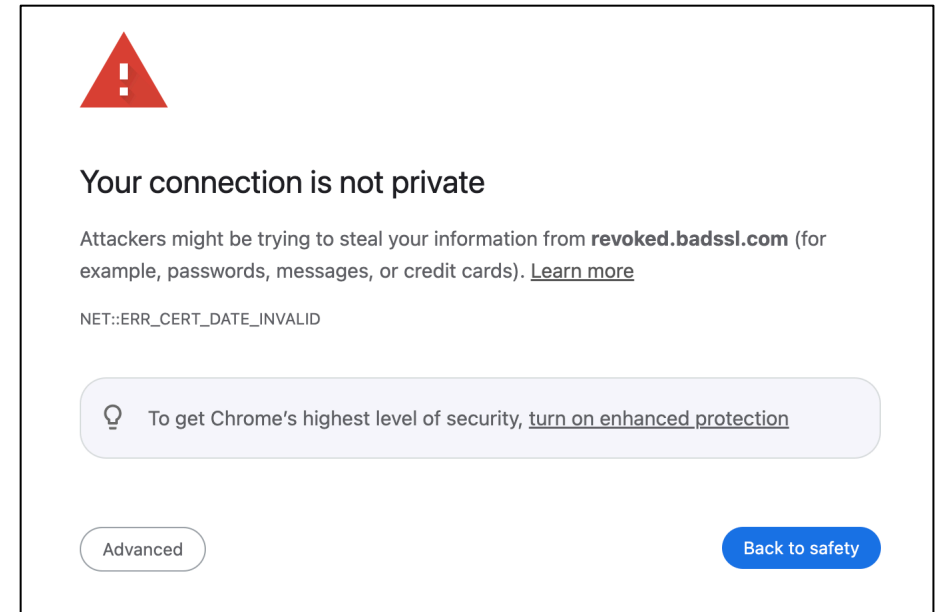 Your connection is not private
Attackers might be trying to steal your information from revoked.badssl.com (for
example, passwords, messages, or credit cards). Learn more
NET::ERR_CERT_DATE_INVALID
To get Chrome’s highest level of security, turn on enhanced protection
Advanced
Back to safety